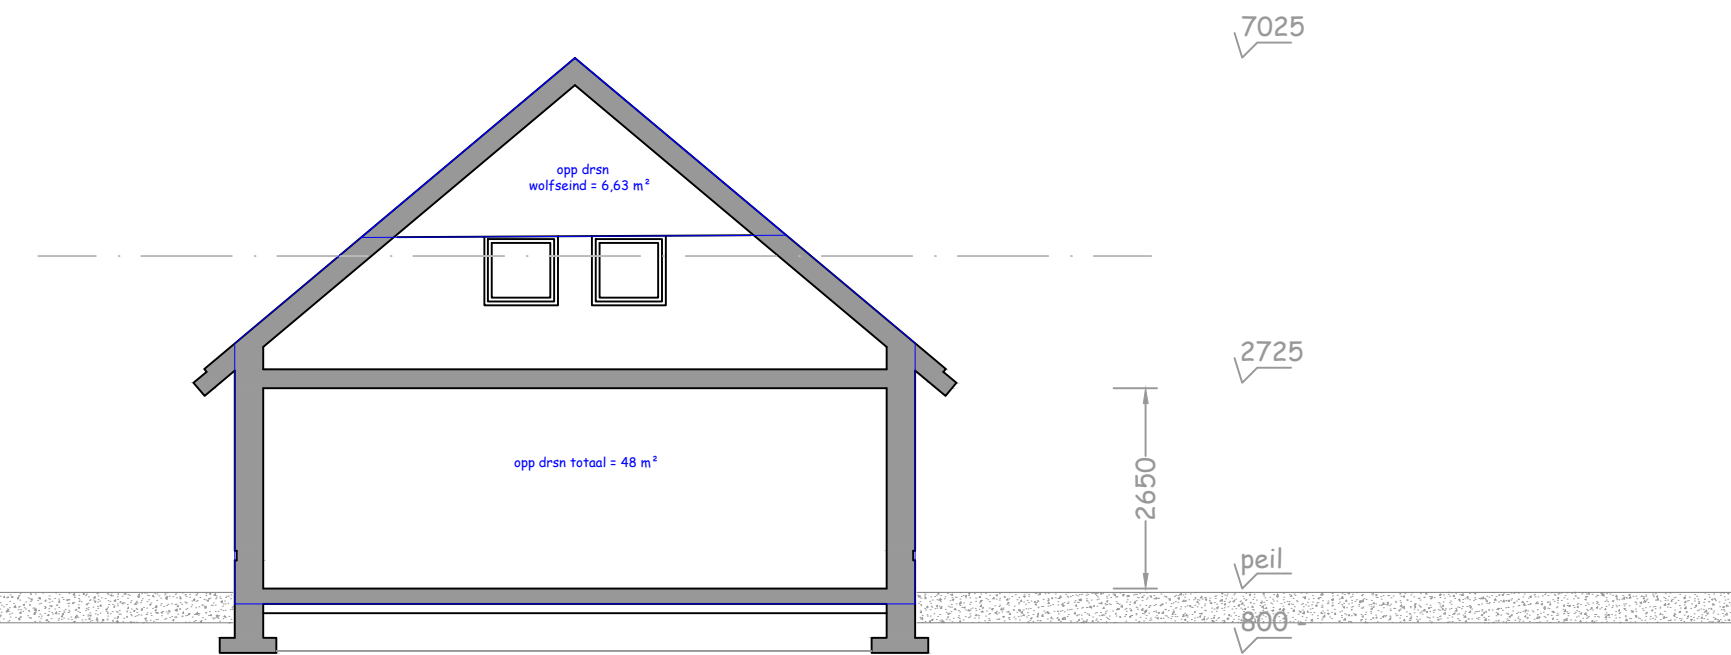 7025
opp drsn
wolfseind = 6,63 m²
2725
opp drsn totaal = 48 m²
2650
peil
800 -